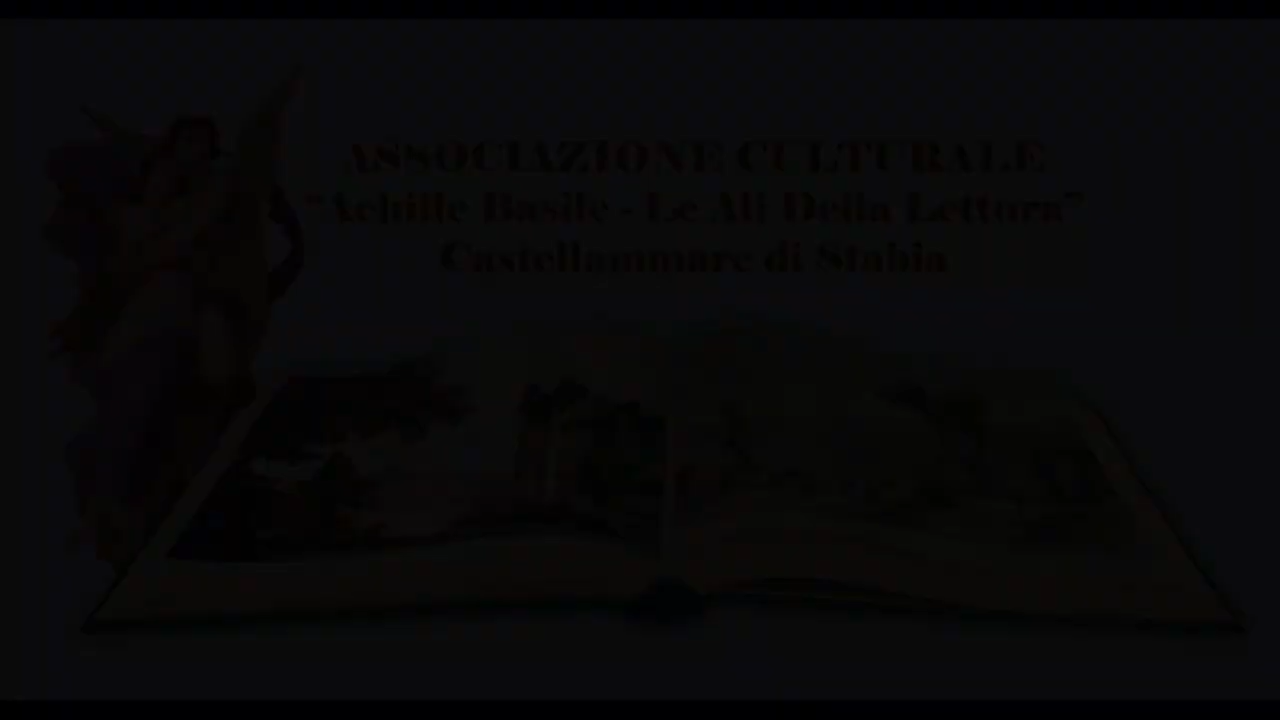 ASSOCIAZIONE CULTURALE
"Achille Basile - Le Ali Della Lettura"
Castellammare di Stabia